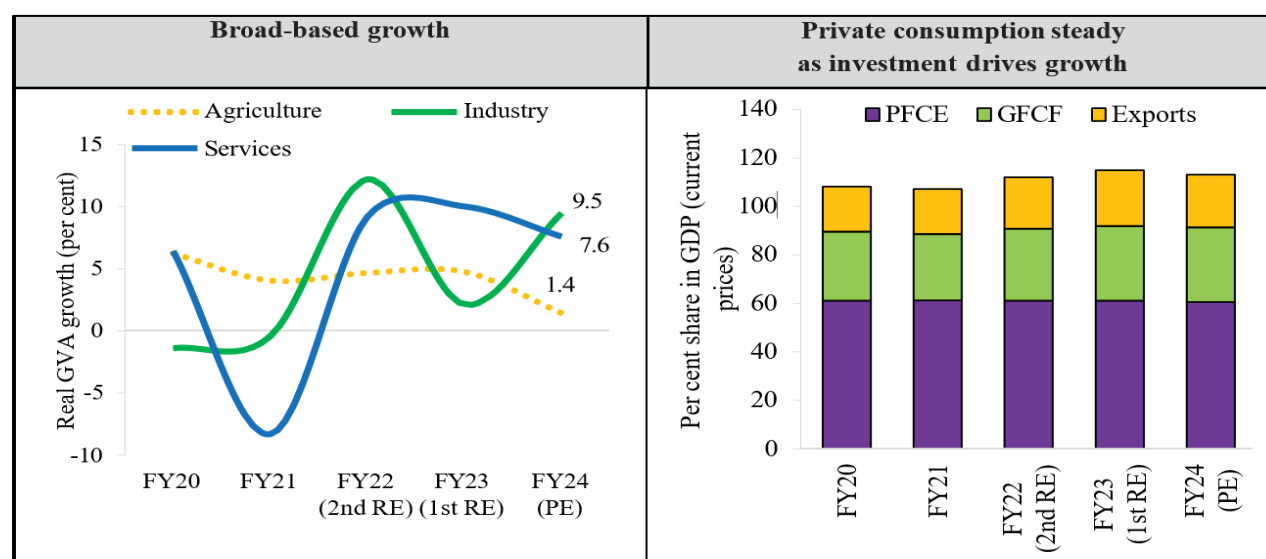 Broad-based growth
Agriculture
Industry
Services
Real GVA growth (per cent)
15
10
5
0
-5
-10
9.5
7.6
1.4
FY20
FY21
FY22
(2nd RE)
FY23
(1st RE)
FY24
(PE)
Private consumption steady
as investment drives growth
PFCE
GFCF
Exports
Per cent share in GDP (current
prices)
140
120
100
80
60
40
20
0
FY20
FY21
FY22
(2nd RE)
FY23
(1st RE)
FY24
(PE)